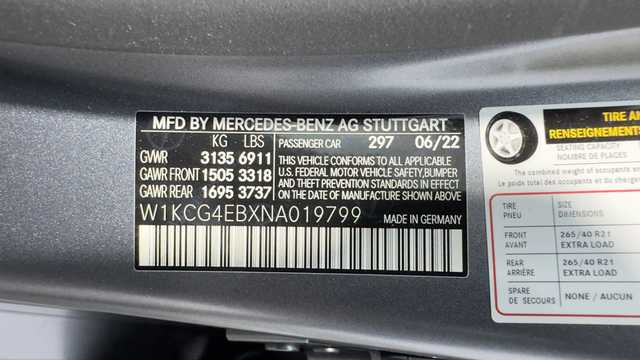 MFD BY MERCEDES-BENZ AG STUTTGART
KG LBS
PASSENGER CAR 297 06/22
GVWR 3135 6911
GAWR FRONT 1505 3318
GAWR REAR 1695 3737
THIS VEHICLE CONFORMS TO ALL APPLICABLE
U.S. FEDERAL MOTOR VEHICLE SAFETY,BUMPER
AND THEFT PREVENTION STANDARDS IN EFFECT ON THE
DATE OF MANUFACTURE SHOWN ABOVE.
W1KCG4EBXNA019799
MADE IN GERMANY
TIRE AN
RENSEIGNEMENTS
SEATING CAPACITY
NOMBRE DE PLACES
The combined weight of occupants
Le poids total des occupants et
TIRE
PNEU
SIZE
DIMENSIONS
FRONT
AVANT
265/40 R21
EXTRA LOAD
REAR
ARRIÈRE
265/40 R21
EXTRA LOAD
SPARE
DE SECOURS
NONE / AUCUN